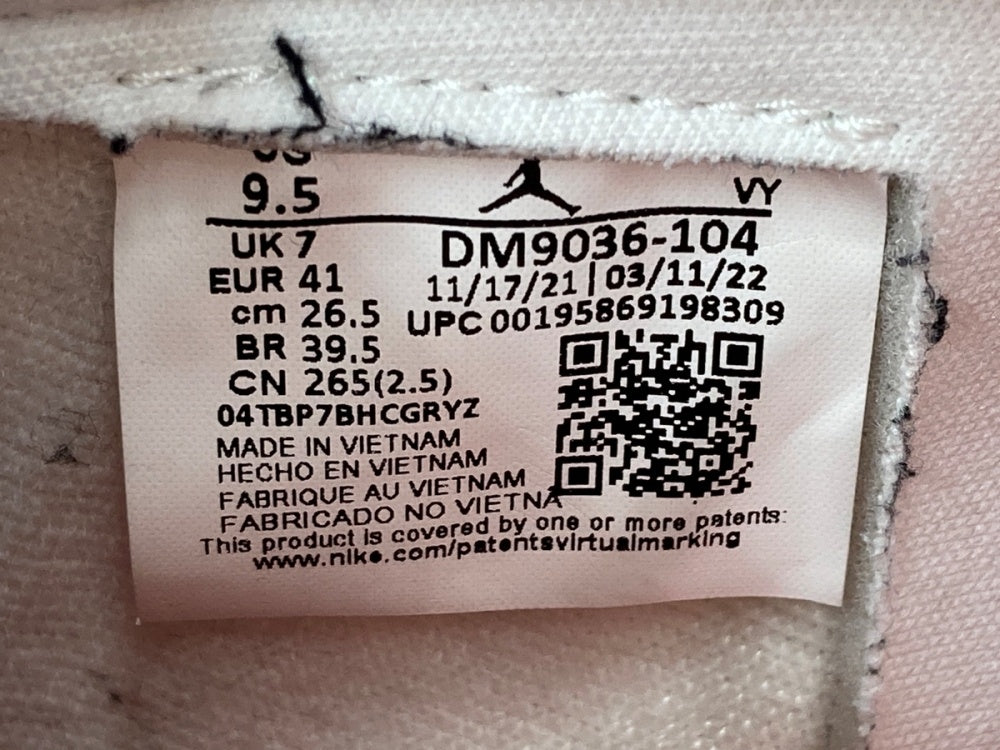 US
9.5
VY
UK 7
EUR 41
cm 26.5
BR 39.5
CN 265(2.5)
04TBP7BHCGRYZ
DM9036-104
11/17/21 | 03/11/22
UPC 00195869198309
MADE IN VIETNAM
HECHO EN VIETNAM
FABRIQUE AU VIETNAM
FABRICADO NO VIETNA
This product is covered by one or more patents:
www.nike.com/patentsvirtualmarking